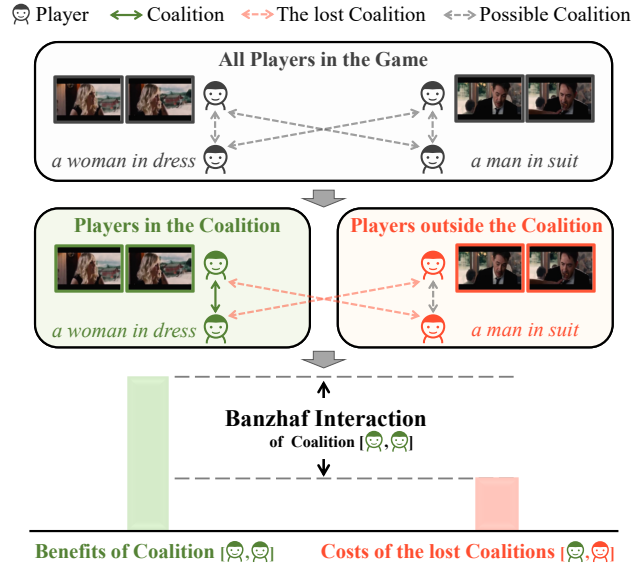 Player
Coalition
The lost Coalition
Possible Coalition
All Players in the Game
a woman in dress
a man in suit
Players in the Coalition
Players outside the Coalition
a woman in dress
a man in suit
Banzhaf Interaction
of Coalition [ , ]
Benefits of Coalition [ , ]
Costs of the lost Coalitions [ , ]